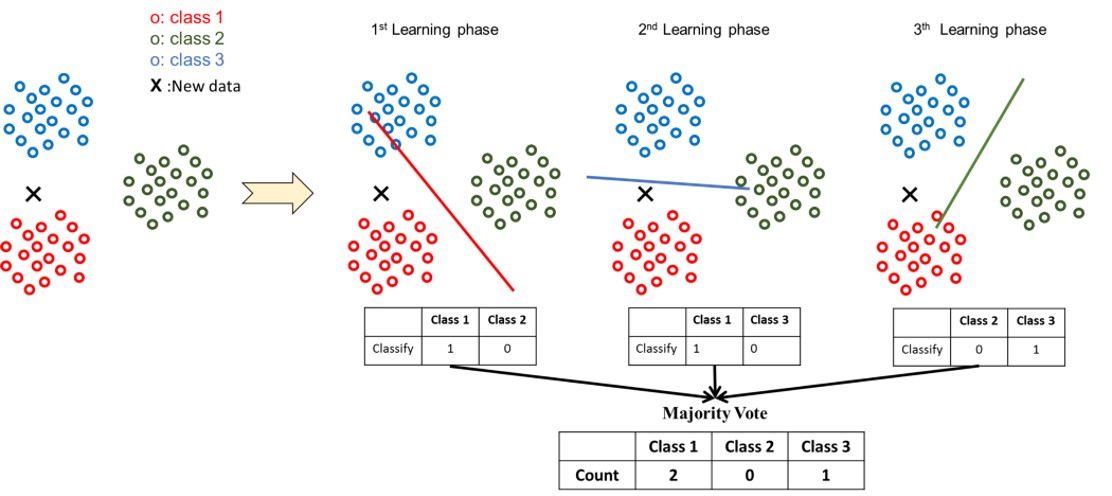 o: class 1
o: class 2
o: class 3
X :New data
1st Learning phase
2nd Learning phase
3th Learning phase
Class 1 Class 2
Classify 1 0
Class 1 Class 3
Classify 1 0
Class 2 Class 3
Classify 0 1
Majority Vote
Class 1 Class 2 Class 3
Count 2 0 1